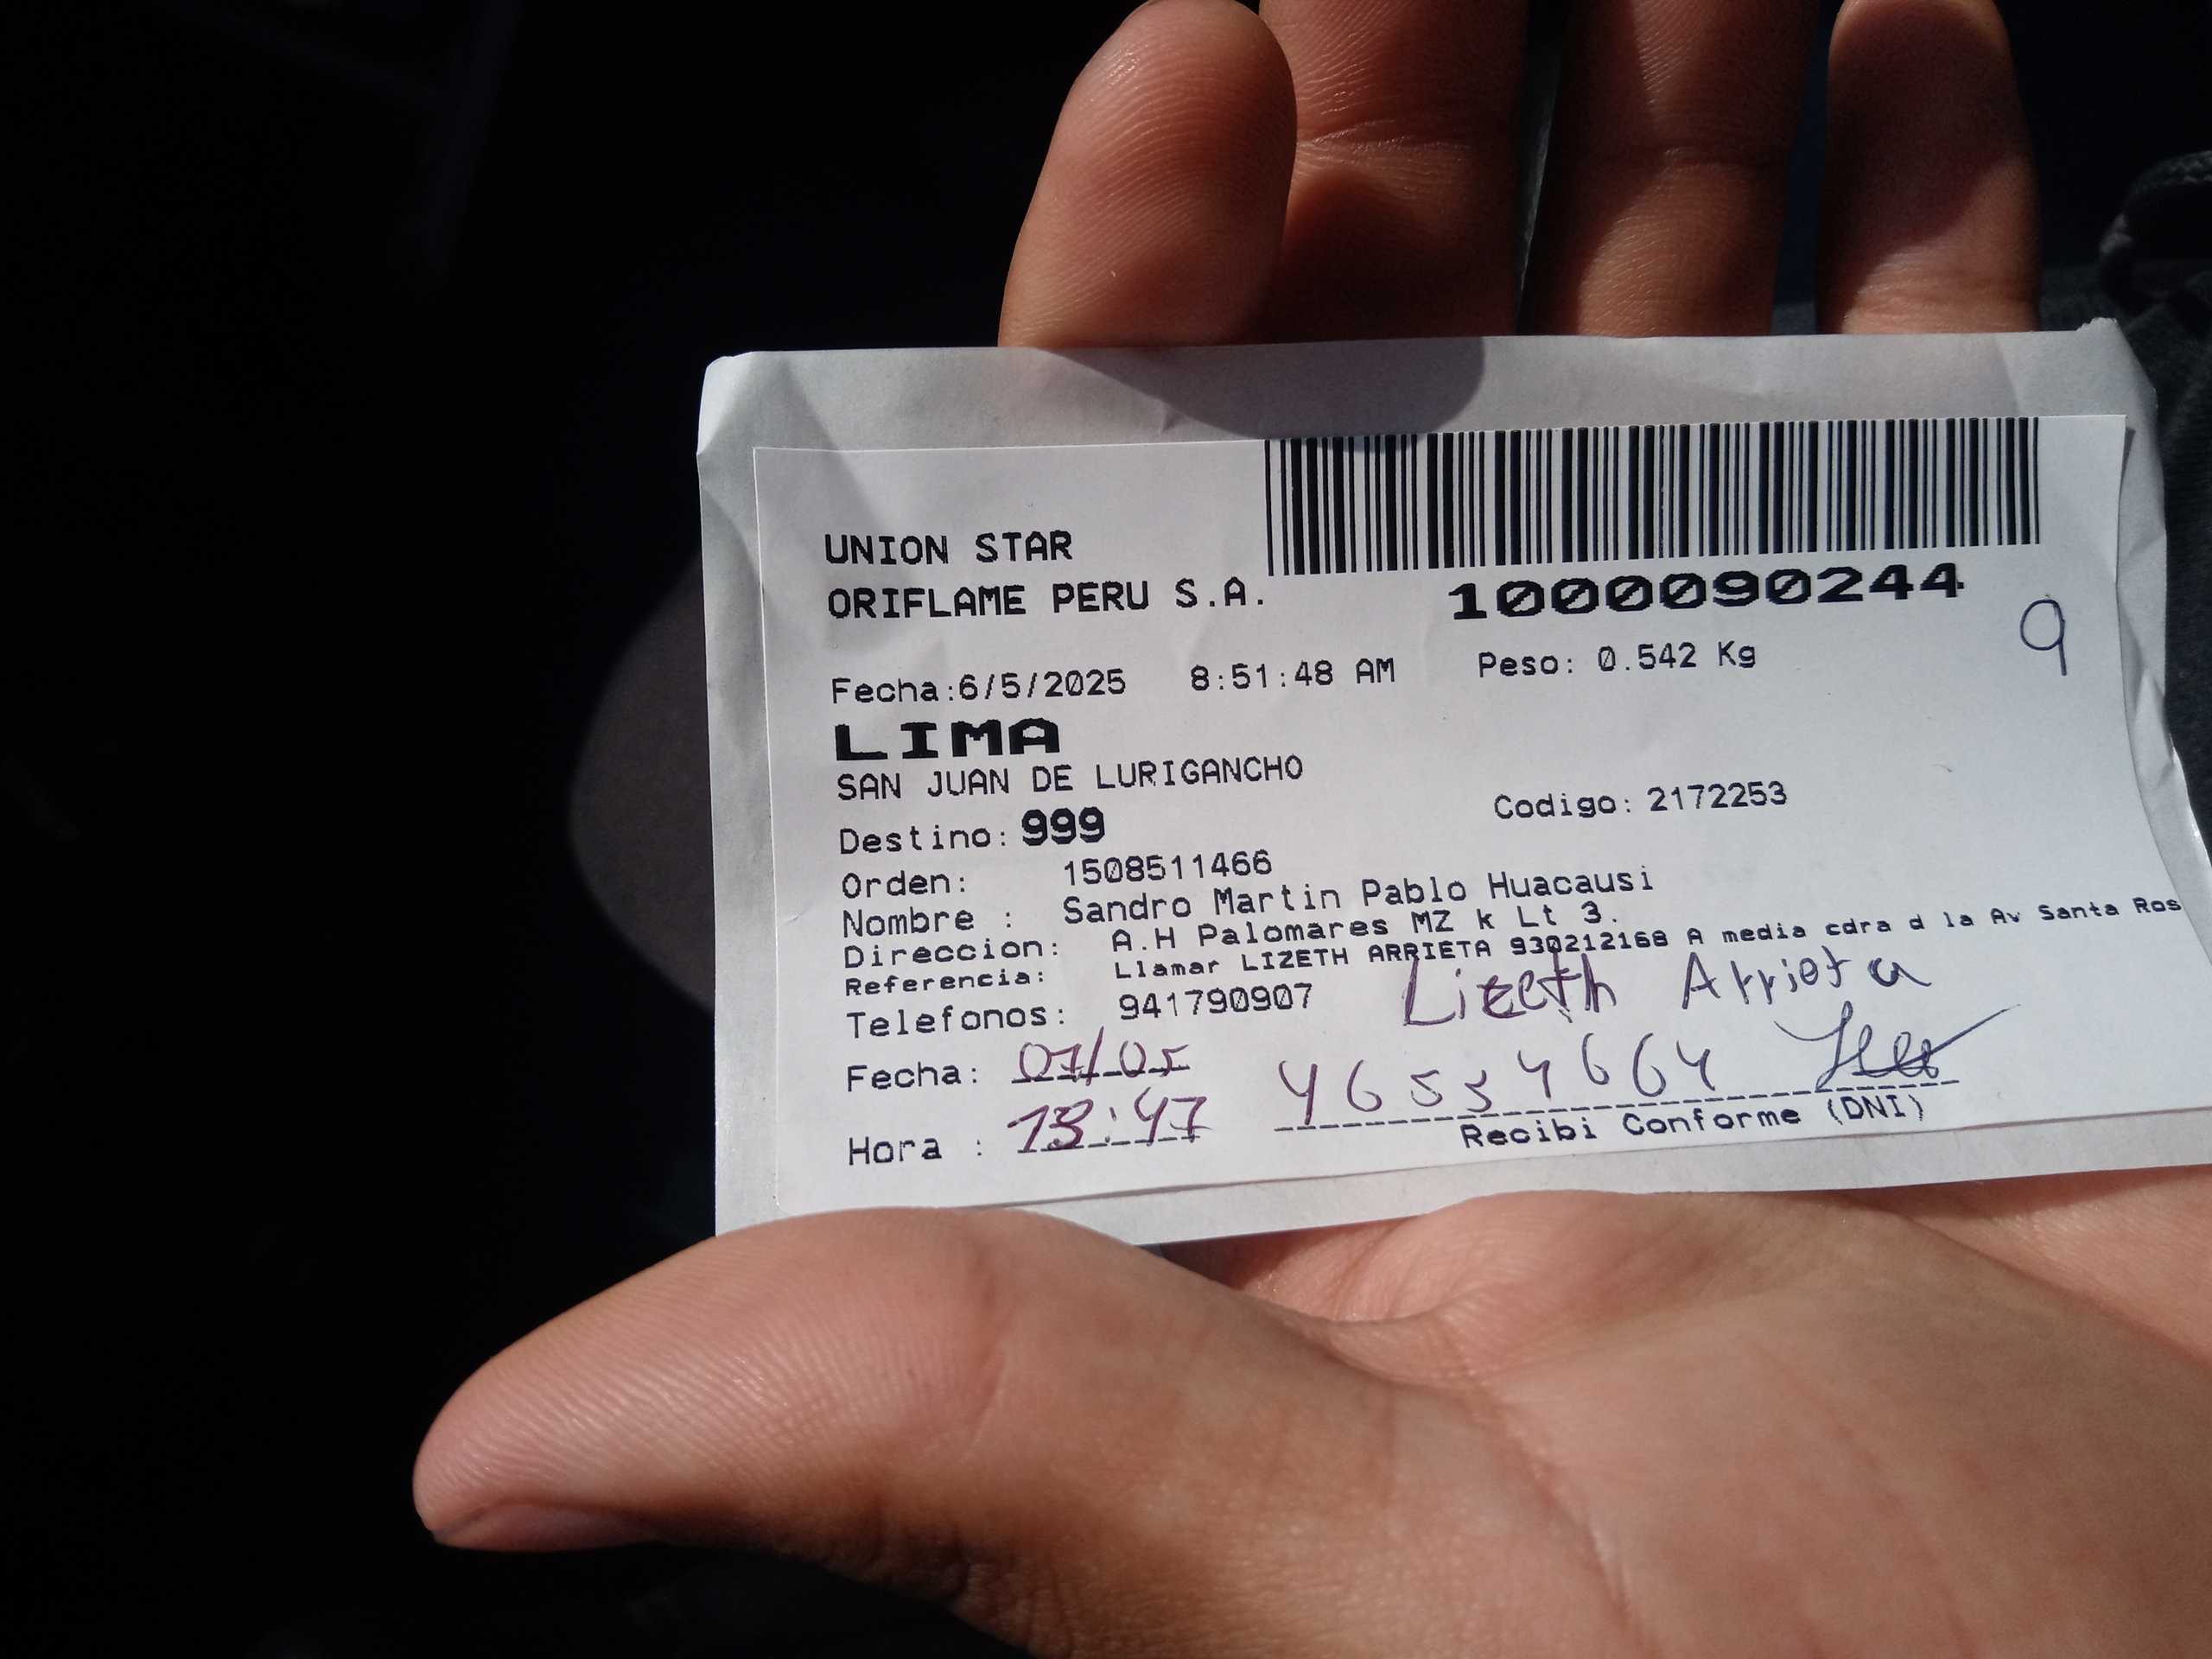 UNION STAR
ORIFLAME PERU S.A.
1000090244
9
Fecha:6/5/2025 8:51:48 AM Peso: 0.542 Kg
LIMA
SAN JUAN DE LURIGANCHO
Destino: 999 Codigo: 2172253
Orden: 1508511466
Nombre : Sandro Martin Pablo Huacausi
Direccion: A.H Palomares MZ k Lt 3.
Referencia: Llamar LIZETH ARRIETA 930212168 A media cdra d la Av Santa Ros
Telefonos: 941790907 Lizeth Arrieta
Fecha: 07/05 46534664
Hora : 13:47
Recibi Conforme (DNI)